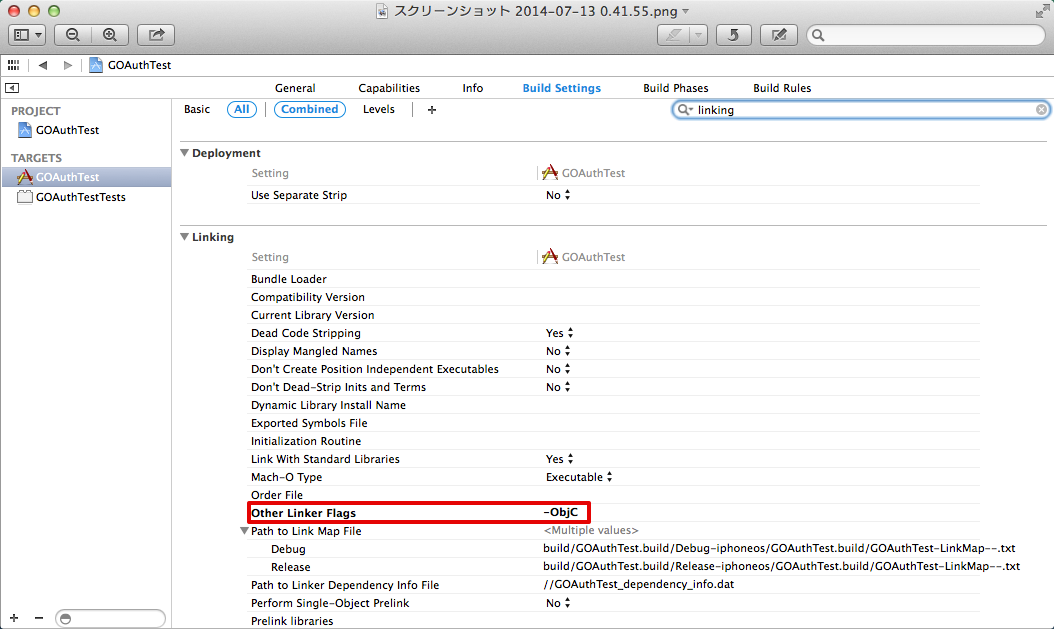 スクリーンショット 2014-07-13 0.41.55.png
GOAuthTest
General Capabilities Info Build Settings Build Phases Build Rules
PROJECT
GOAuthTest
TARGETS
GOAuthTest
GOAuthTestTests
Basic All Combined Levels + linking
Deployment
Setting GOAuthTest
Use Separate Strip No
Linking
Setting GOAuthTest
Bundle Loader
Compatibility Version
Current Library Version
Dead Code Stripping Yes
Display Mangled Names No
Don't Create Position Independent Executables No
Don't Dead-Strip Inits and Terms No
Dynamic Library Install Name
Exported Symbols File
Initialization Routine
Link With Standard Libraries Yes
Mach-O Type Executable
Order File
Other Linker Flags -ObjC
Path to Link Map File <Multiple values>
Debug build/GOAuthTest.build/Debug-iphoneos/GOAuthTest.build/GOAuthTest-LinkMap--.txt
Release build/GOAuthTest.build/Release-iphoneos/GOAuthTest.build/GOAuthTest-LinkMap--.txt
Path to Linker Dependency Info File //GOAuthTest_dependency_info.dat
Perform Single-Object Prelink No
Prelink libraries